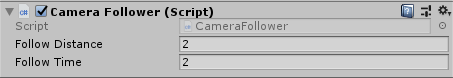 Camera Follower (Script)
Script CameraFollower
Follow Distance 2
Follow Time 2